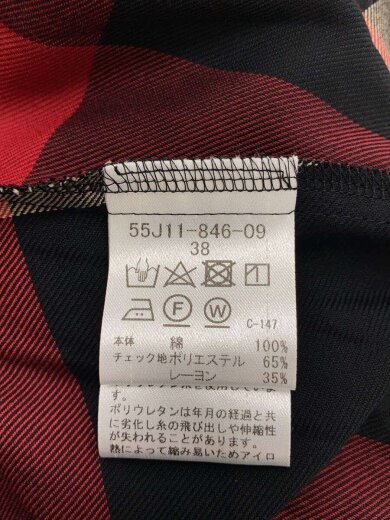 55J11-846-09
38
F
W
C-147
本体 綿 100%
チェック地 ポリエステル 65%
レーヨン 35%
す。
ポリウレタンは年月の経過と共
に劣化し糸の飛び出しや伸縮性
が失われることがあります。
熱によって縮み易いためアイロ